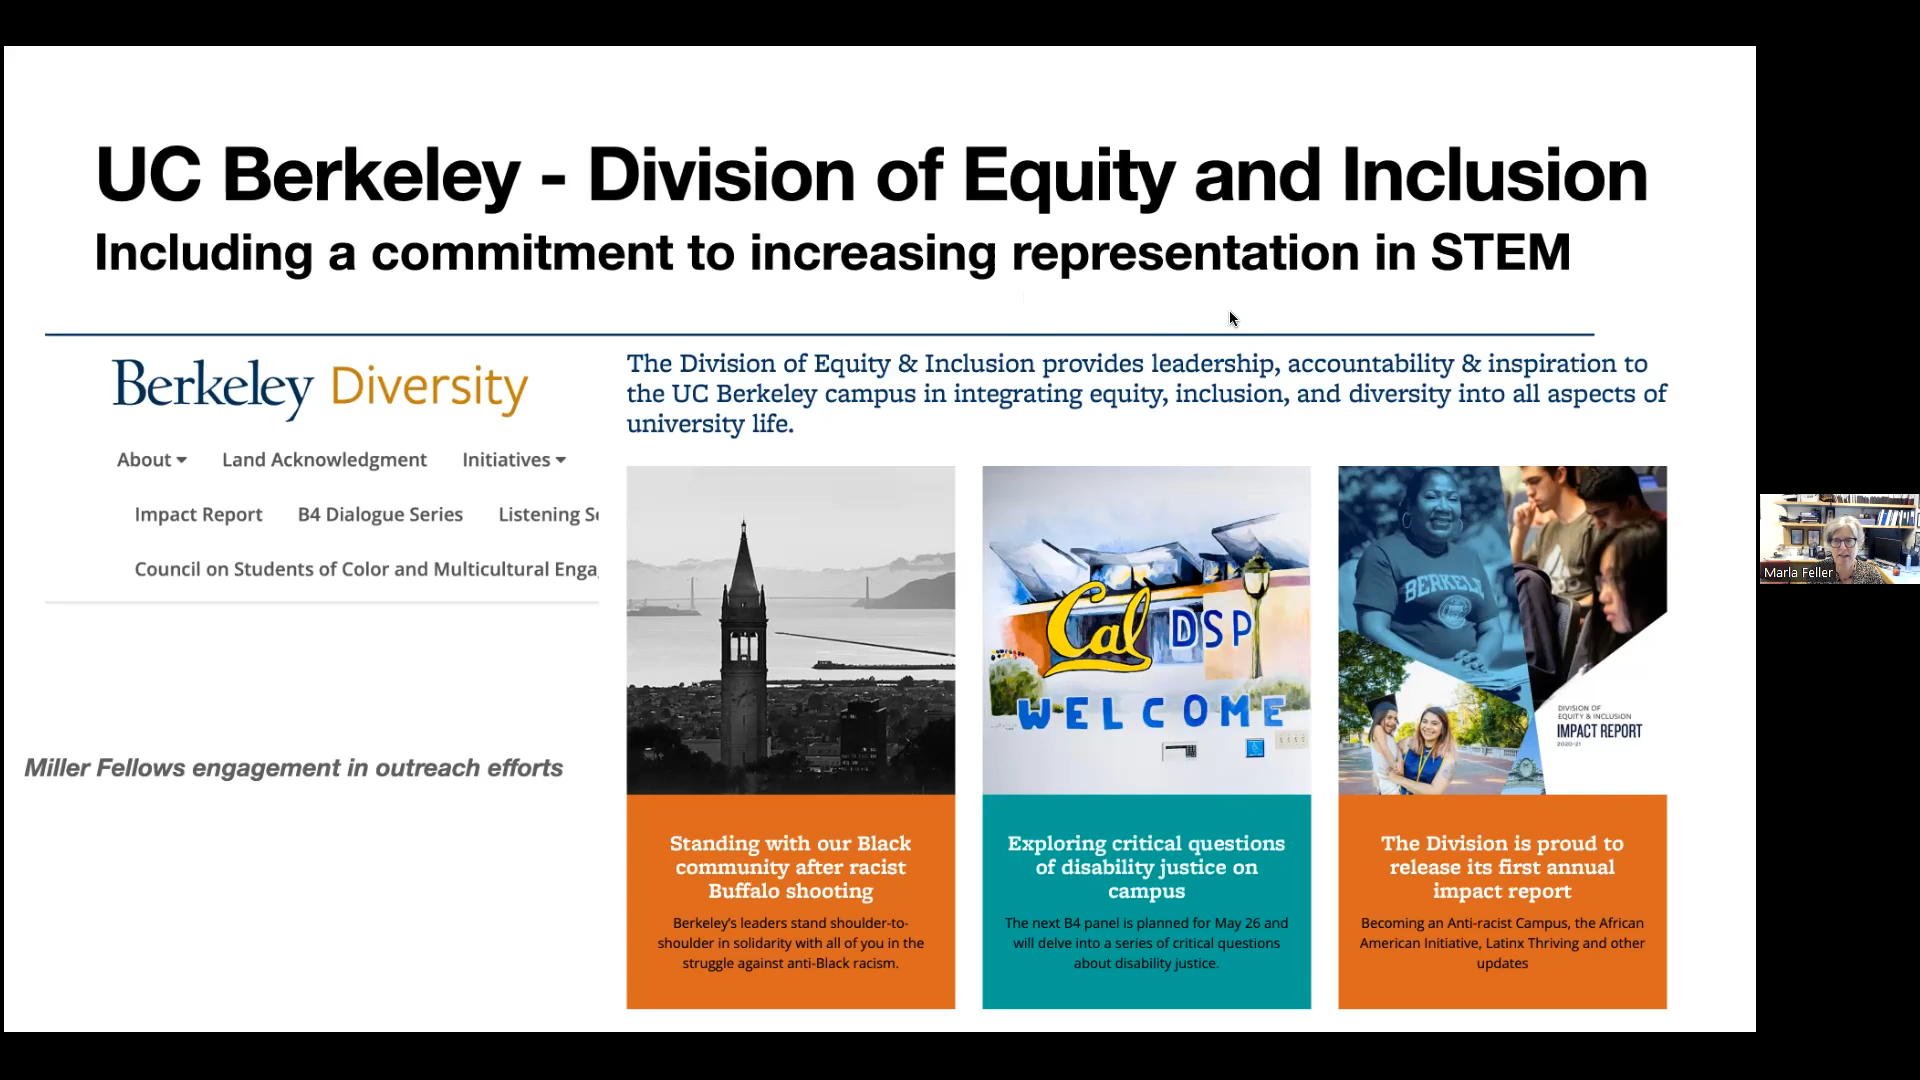 UC Berkeley - Division of Equity and Inclusion
Including a commitment to increasing representation in STEM
Berkeley Diversity
About
Land Acknowledgment
Initiatives
Impact Report
B4 Dialogue Series
Listening Se
Council on Students of Color and Multicultural Enga
Miller Fellows engagement in outreach efforts
The Division of Equity & Inclusion provides leadership, accountability & inspiration to
the UC Berkeley campus in integrating equity, inclusion, and diversity into all aspects of
university life.
Standing with our Black
community after racist
Buffalo shooting
Berkeley's leaders stand shoulder-to-
shoulder in solidarity with all of you in the
struggle against anti-Black racism.
Cal DSP
WELCOME
Exploring critical questions
of disability justice on
campus
The next B4 panel is planned for May 26 and
will delve into a series of critical questions
about disability justice.
BERKELE
DIVISION OF
EQUITY & INCLUSION
IMPACT REPORT
2020-21
The Division is proud to
release its first annual
impact report
Becoming an Anti-racist Campus, the African
American Initiative, Latinx Thriving and other
updates
Marla Feller